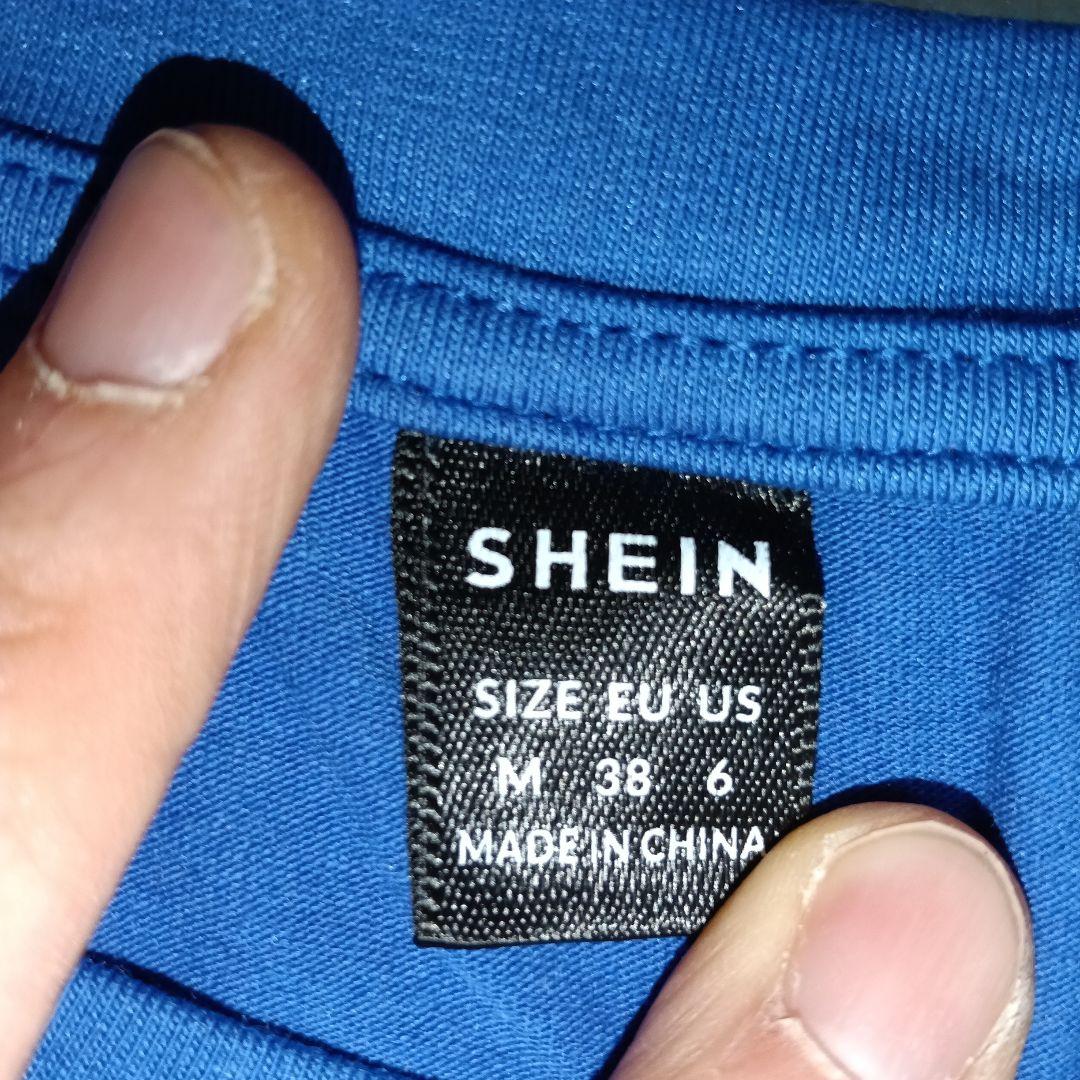 SHEIN
SIZE EU US
M 38 6
MADE IN CHINA